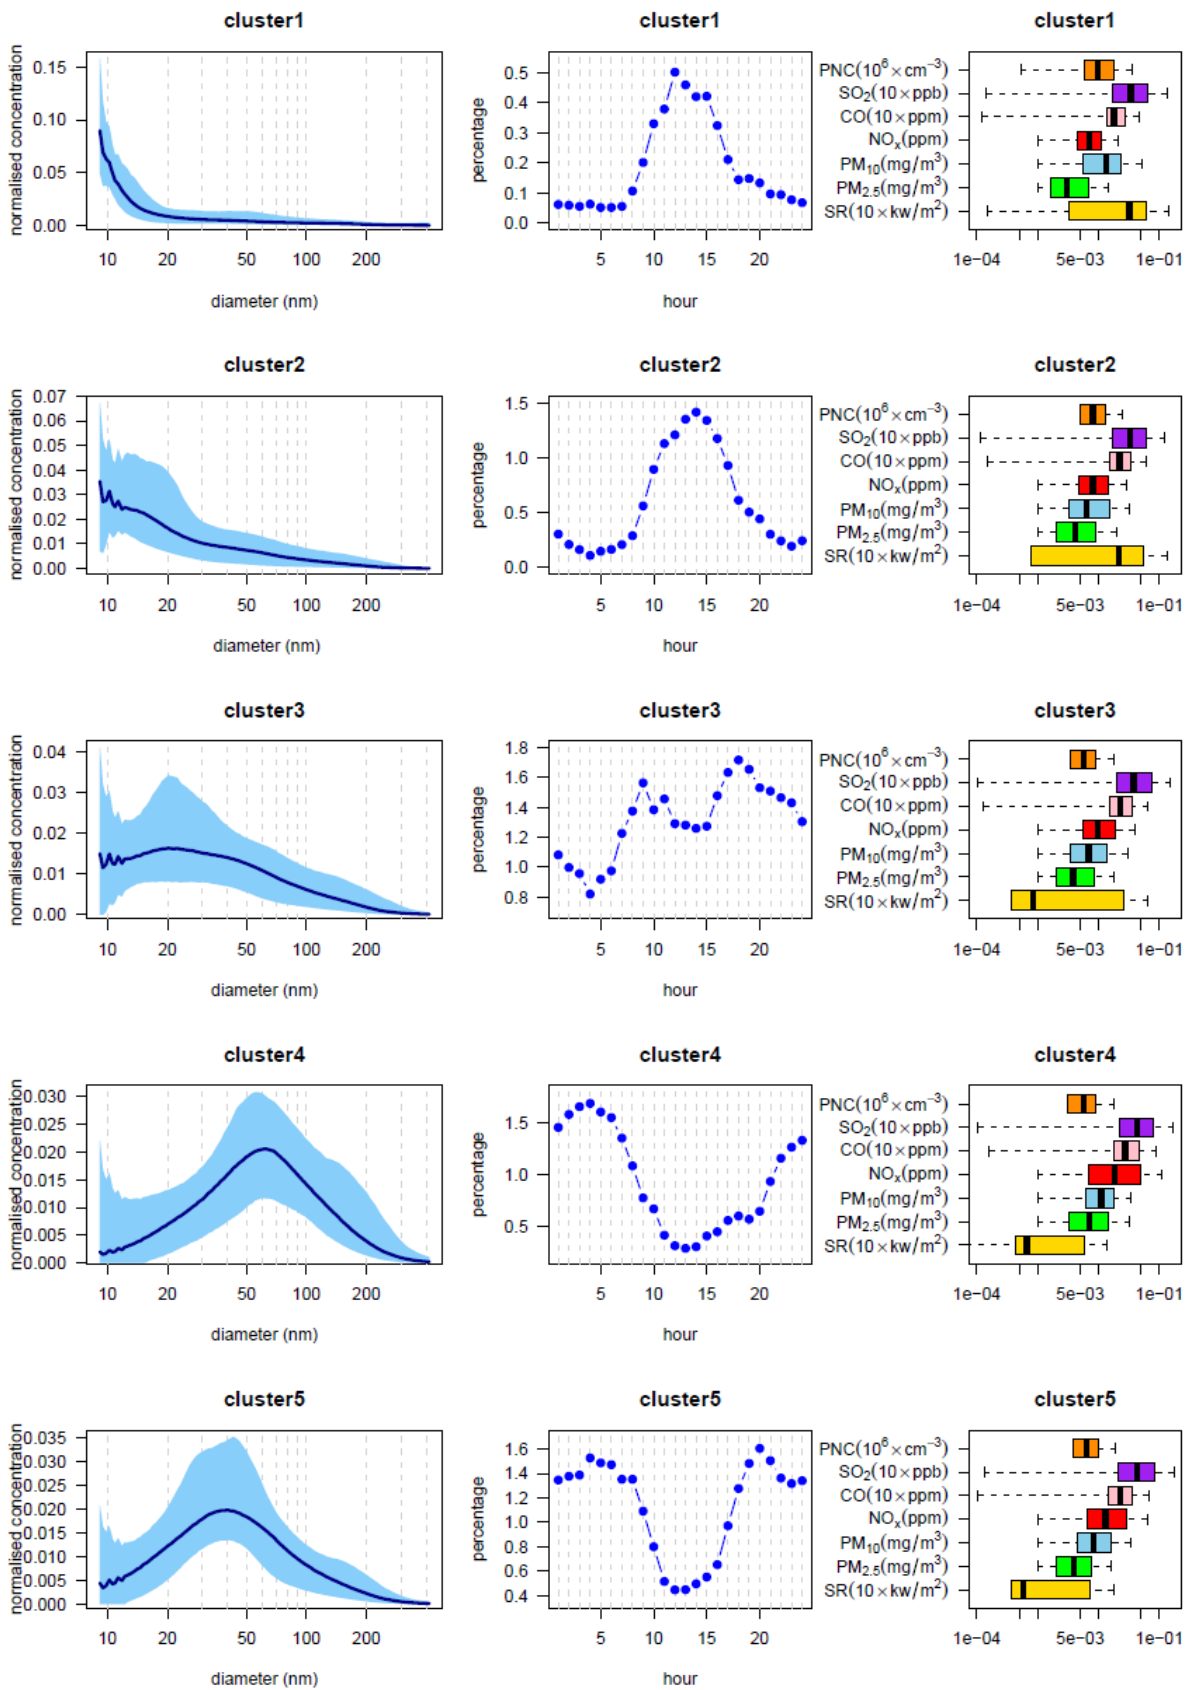 cluster1
normalised concentration
0.15
0.10
0.05
0.00
10 20 50 100 200
diameter (nm)
cluster1
percentage
0.5
0.4
0.3
0.2
0.1
0.0
5 10 15 20
hour
cluster1
PNC(10⁶×cm⁻³)
SO₂(10×ppb)
CO(10×ppm)
NOₓ(ppm)
PM₁₀(mg/m³)
PM₂.₅(mg/m³)
SR(10×kw/m²)
1e−04 5e−03 1e−01
cluster2
normalised concentration
0.07
0.06
0.05
0.04
0.03
0.02
0.01
0.00
10 20 50 100 200
diameter (nm)
cluster2
percentage
1.5
1.0
0.5
0.0
5 10 15 20
hour
cluster2
PNC(10⁶×cm⁻³)
SO₂(10×ppb)
CO(10×ppm)
NOₓ(ppm)
PM₁₀(mg/m³)
PM₂.₅(mg/m³)
SR(10×kw/m²)
1e−04 5e−03 1e−01
cluster3
normalised concentration
0.04
0.03
0.02
0.01
0.00
10 20 50 100 200
diameter (nm)
cluster3
percentage
1.8
1.6
1.4
1.2
1.0
0.8
5 10 15 20
hour
cluster3
PNC(10⁶×cm⁻³)
SO₂(10×ppb)
CO(10×ppm)
NOₓ(ppm)
PM₁₀(mg/m³)
PM₂.₅(mg/m³)
SR(10×kw/m²)
1e−04 5e−03 1e−01
cluster4
normalised concentration
0.030
0.025
0.020
0.015
0.010
0.005
0.000
10 20 50 100 200
diameter (nm)
cluster4
percentage
1.5
1.0
0.5
5 10 15 20
hour
cluster4
PNC(10⁶×cm⁻³)
SO₂(10×ppb)
CO(10×ppm)
NOₓ(ppm)
PM₁₀(mg/m³)
PM₂.₅(mg/m³)
SR(10×kw/m²)
1e−04 5e−03 1e−01
cluster5
normalised concentration
0.035
0.030
0.025
0.020
0.015
0.010
0.005
0.000
10 20 50 100 200
diameter (nm)
cluster5
percentage
1.6
1.4
1.2
1.0
0.8
0.6
0.4
5 10 15 20
hour
cluster5
PNC(10⁶×cm⁻³)
SO₂(10×ppb)
CO(10×ppm)
NOₓ(ppm)
PM₁₀(mg/m³)
PM₂.₅(mg/m³)
SR(10×kw/m²)
1e−04 5e−03 1e−01